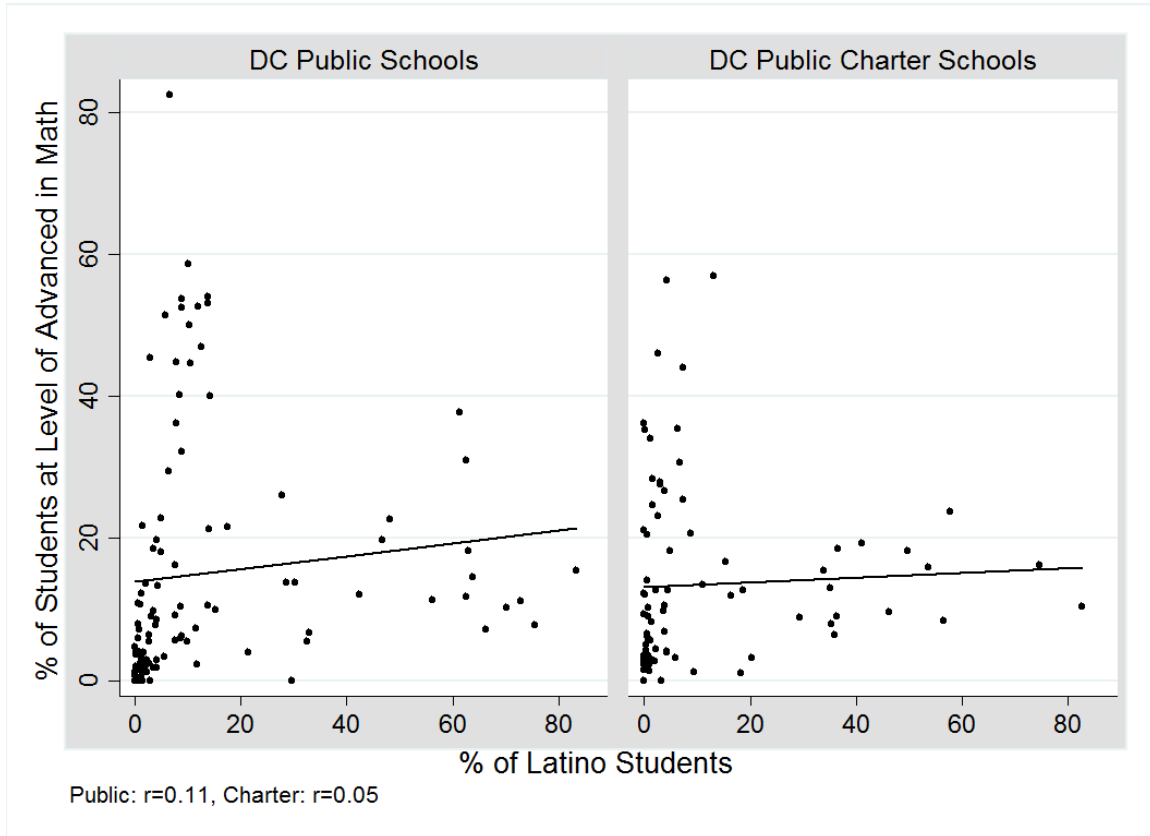 DC Public Schools
DC Public Charter Schools
% of Students at Level of Advanced in Math
80
60
40
20
0
0 20 40 60 80
0 20 40 60 80
% of Latino Students
Public: r=0.11, Charter: r=0.05